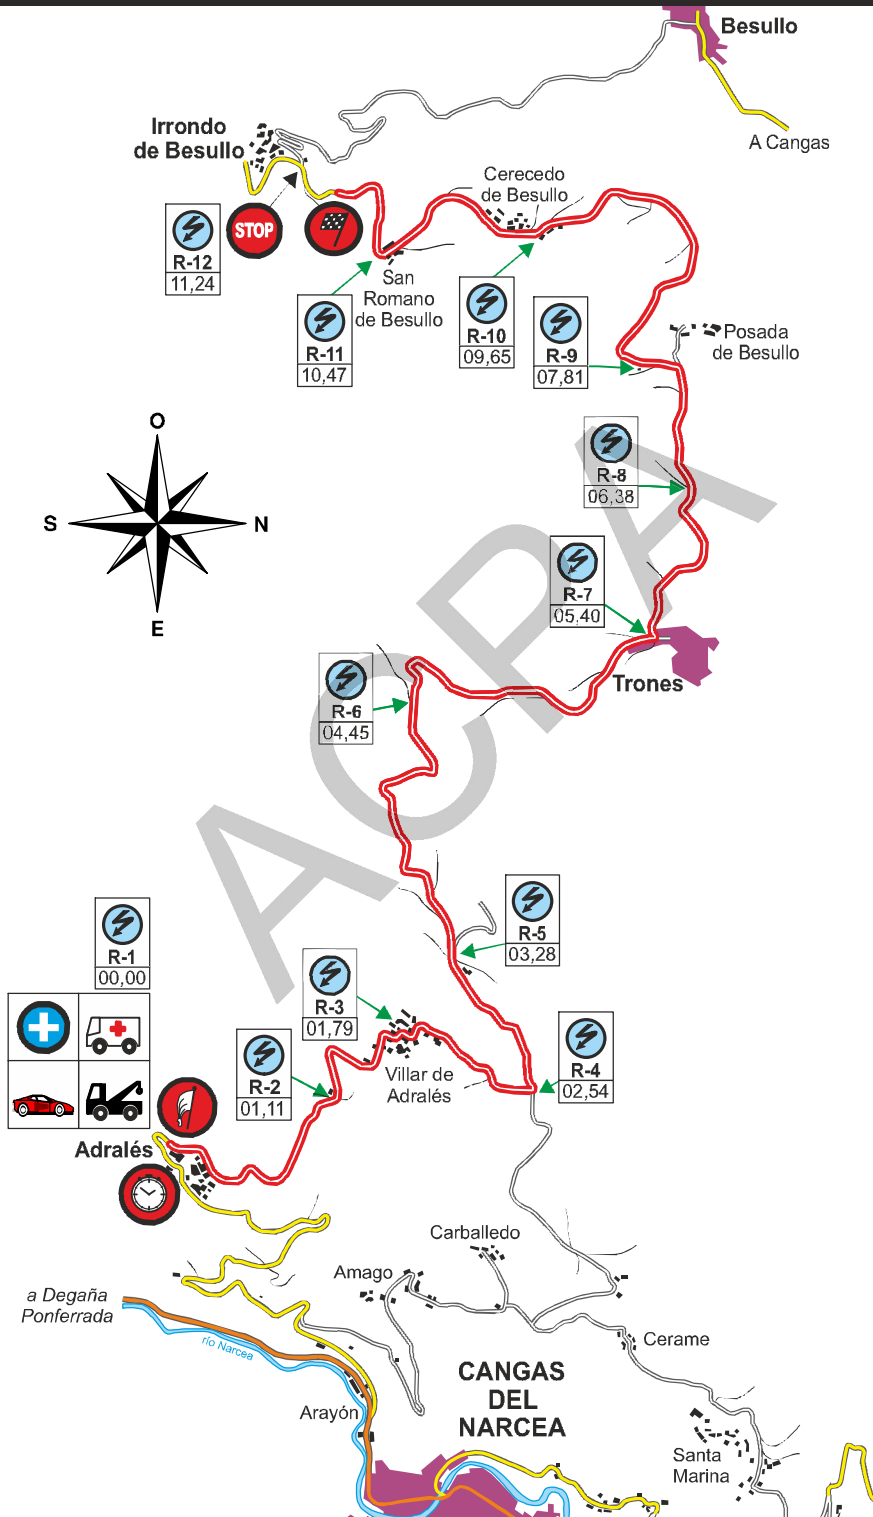 Besullo
A Cangas
Irrondo
de Besullo
Cerecedo
de Besullo
STOP
R-12
11,24
San
Romano
de Besullo
R-11
10,47
R-10
09,65
R-9
07,81
Posada
de Besullo
O
S
N
E
R-8
06,38
R-7
05,40
Trones
R-6
04,45
ACPA
R-5
03,28
R-1
00,00
R-3
01,79
R-2
01,11
Villar de
Adralés
R-4
02,54
Adralés
Carballedo
Amago
a Degaña
Ponferrada
río Narcea
Cerame
CANGAS
DEL
NARCEA
Arayón
Santa
Marina